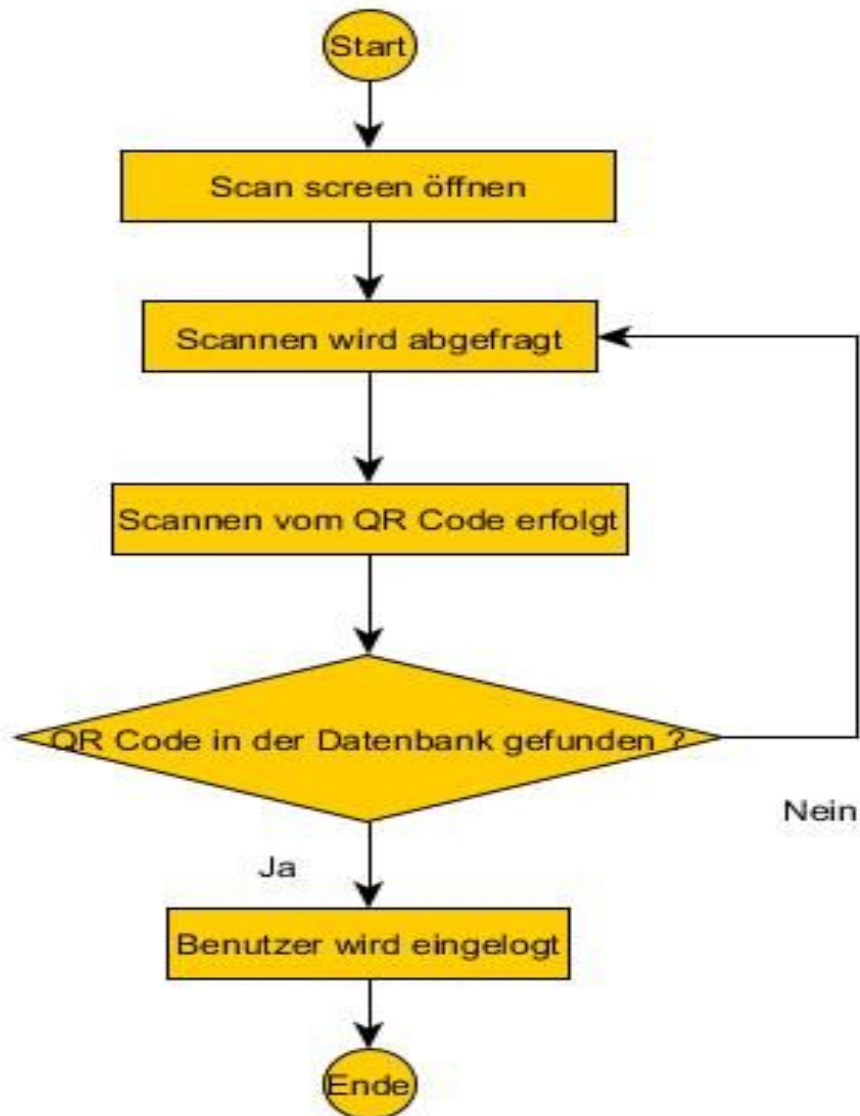 Start
Scan screen öffnen
Scannen wird abgefragt
Scannen vom QR Code erfolgt
QR Code in der Datenbank gefunden ?
Nein
Ja
Benutzer wird eingelogt
Ende